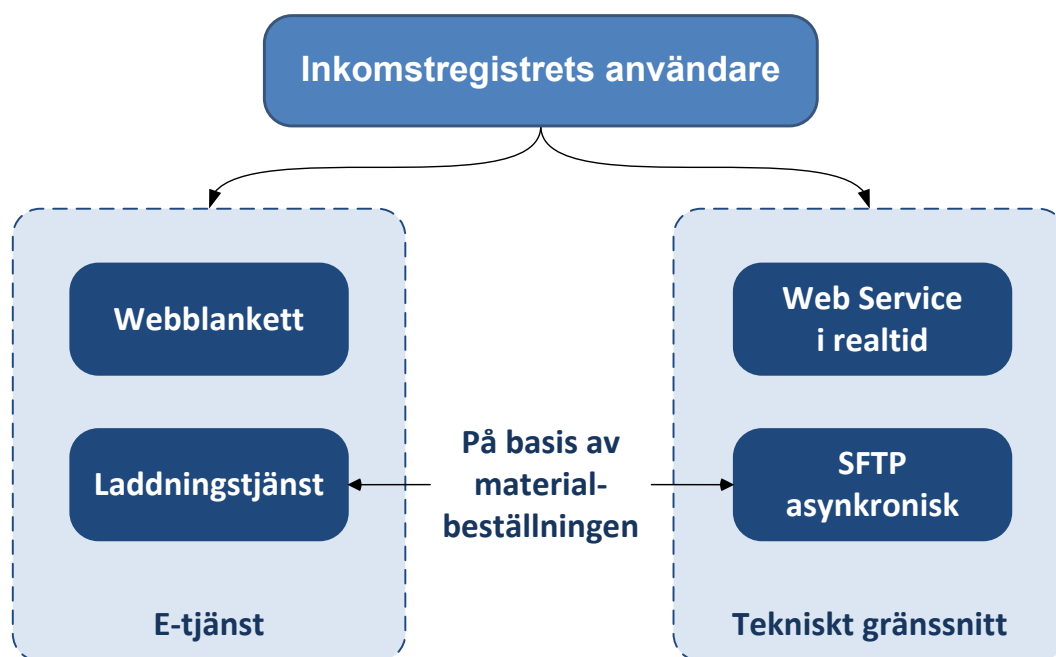 Inkomstregistrets användare
Webblankett
Laddningstjänst
E-tjänst
På basis av
material-
beställningen
Web Service
i realtid
SFTP
asynkronisk
Tekniskt gränssnitt